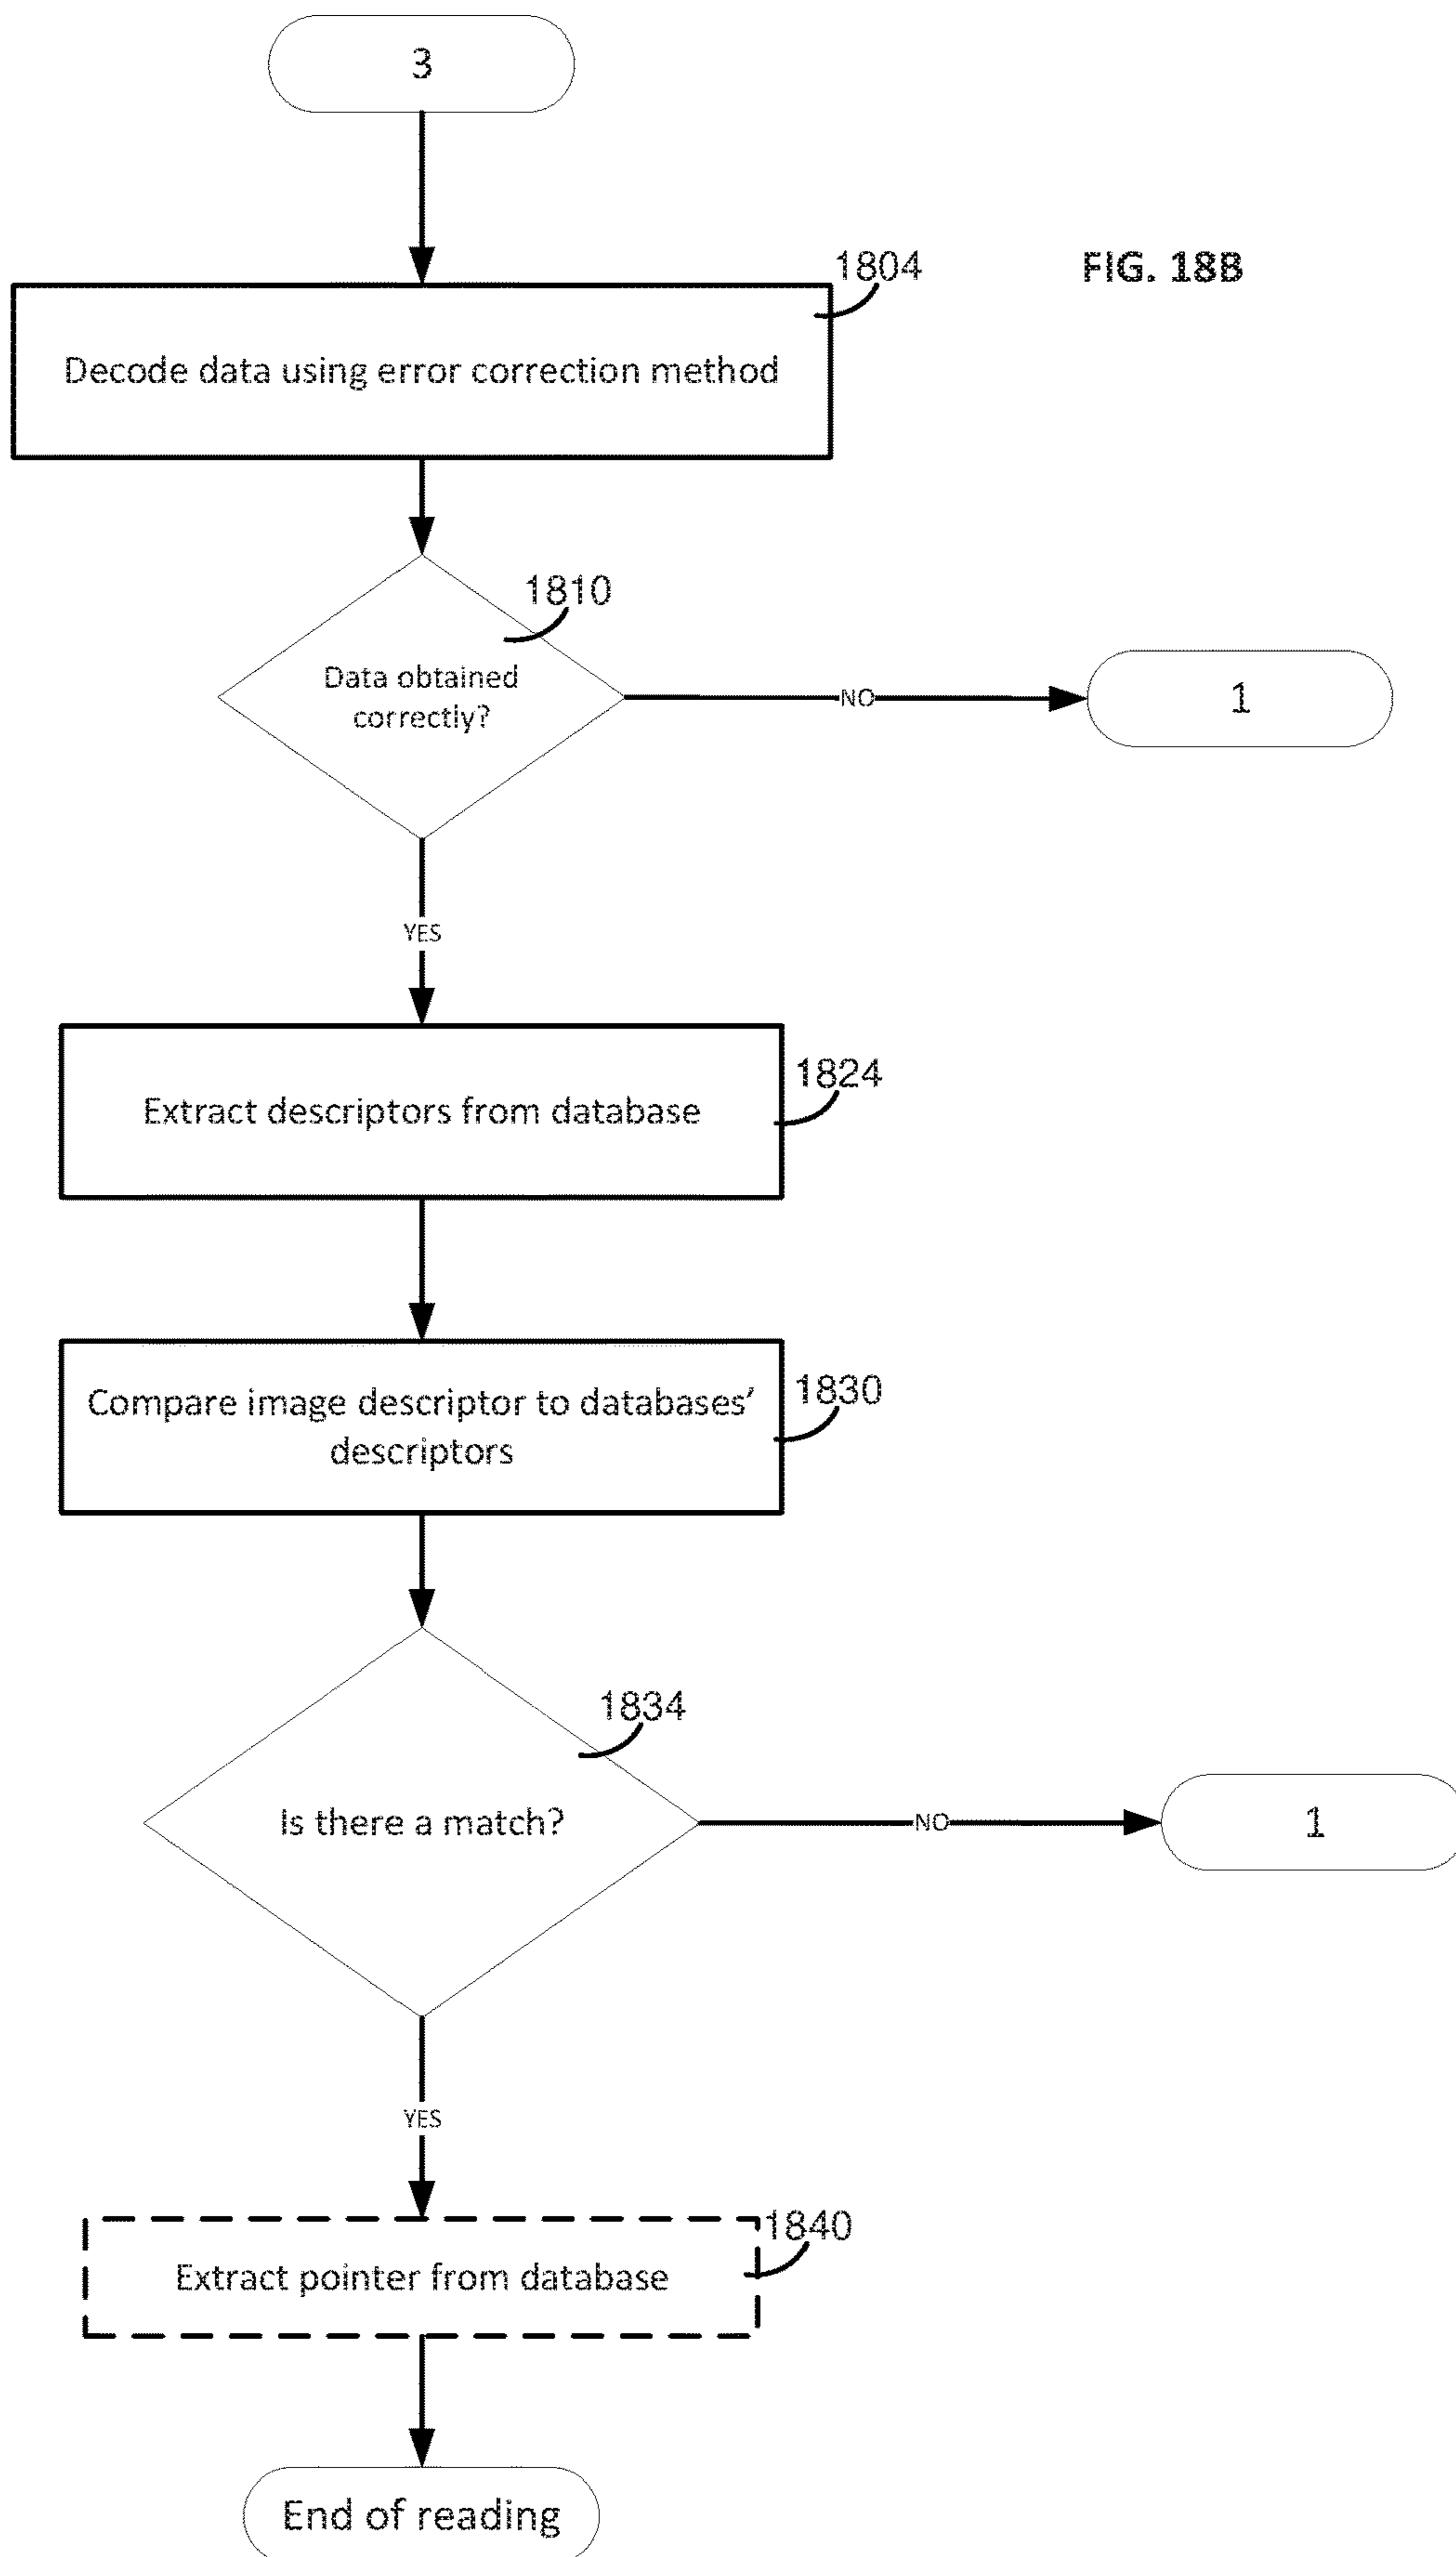 3
1804
FIG. 18B
Decode data using error correction method
1810
Data obtained
correctly?
NO
1
YES
1824
Extract descriptors from database
1830
Compare image descriptor to databases’
descriptors
1834
Is there a match?
NO
1
YES
1840
Extract pointer from database
End of reading